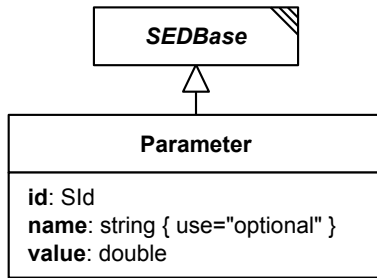 SEDBase
Parameter
id: SId
name: string { use="optional" }
value: double